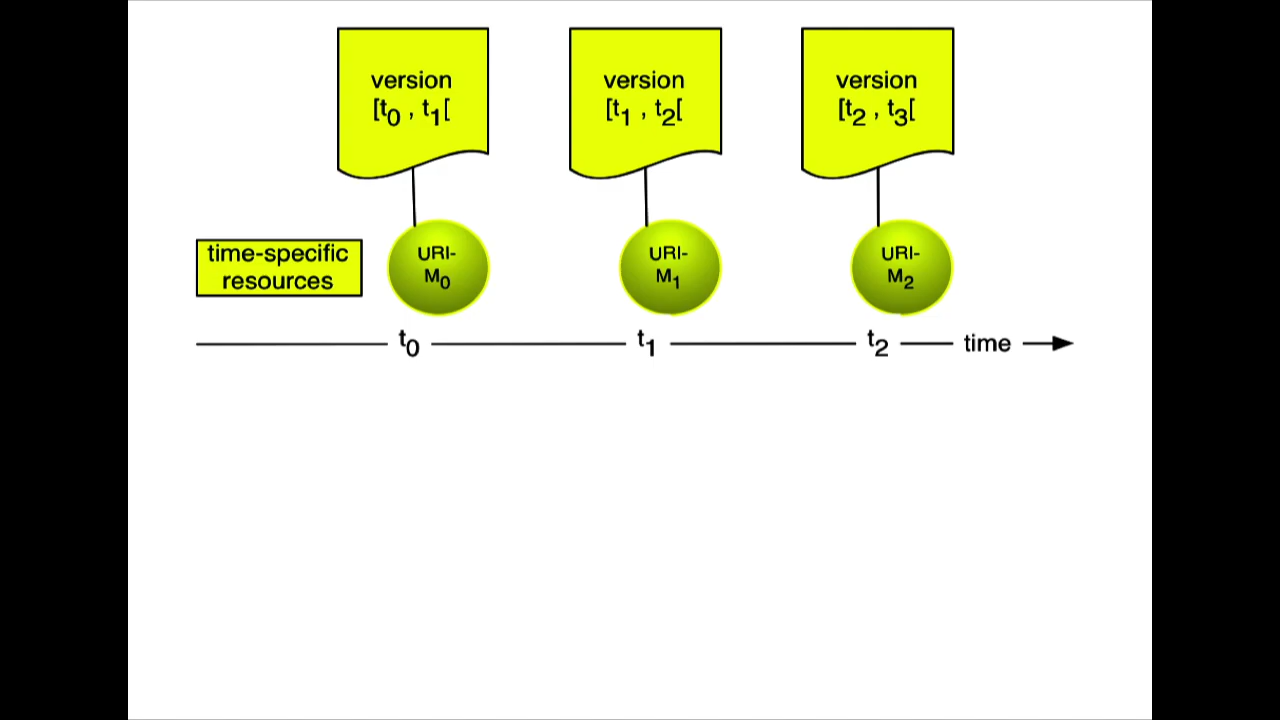 version
[t0 , t1[
version
[t1 , t2[
version
[t2 , t3[
time-specific
resources
URI-
M0
URI-
M1
URI-
M2
t0
t1
t2
time